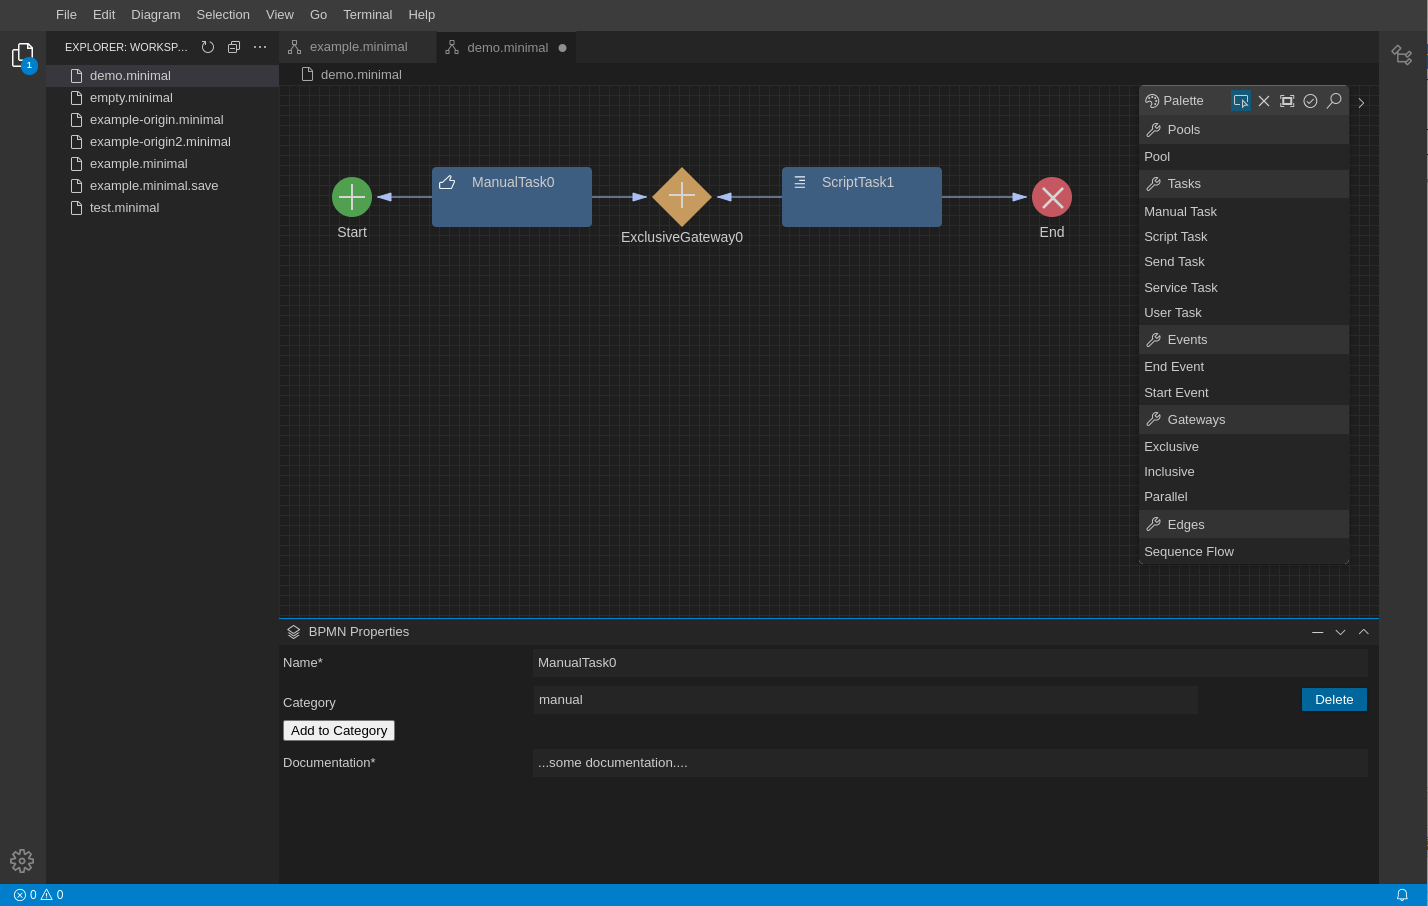 File Edit Diagram Selection View Go Terminal Help
EXPLORER: WORKSP...
1
demo.minimal
empty.minimal
example-origin.minimal
example-origin2.minimal
example.minimal
example.minimal.save
test.minimal
example.minimal demo.minimal
demo.minimal
ManualTask0
ScriptTask1
Start
ExclusiveGateway0
End
Palette
Pools
Pool
Tasks
Manual Task
Script Task
Send Task
Service Task
User Task
Events
End Event
Start Event
Gateways
Exclusive
Inclusive
Parallel
Edges
Sequence Flow
BPMN Properties
Name* ManualTask0
Category manual Delete
Add to Category
Documentation* ...some documentation....
0 0